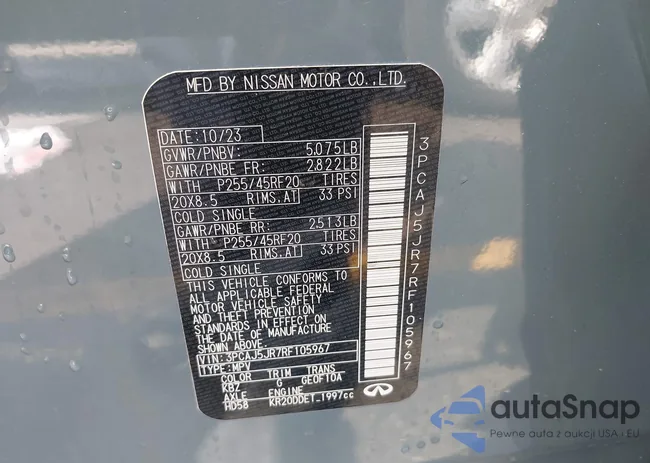 MFD BY NISSAN MOTOR CO.,LTD.
DATE:10/23
GVWR/PNBV: 5,075LB
GAWR/PNBE FR: 2,822LB
WITH P255/45RF20 TIRES
20X8.5 RIMS.AT 33 PSI
COLD SINGLE
GAWR/PNBE RR: 2,513LB
WITH P255/45RF20 TIRES
20X8.5 RIMS.AT 33 PSI
COLD SINGLE
THIS VEHICLE CONFORMS TO
ALL APPLICABLE FEDERAL
MOTOR VEHICLE SAFETY
AND THEFT PREVENTION
STANDARDS IN EFFECT ON
THE DATE OF MANUFACTURE
SHOWN ABOVE.
VIN: 3PCAJ5JR7RF105967
TYPE: MPV
COLOR TRIM TRANS
KBZ G GEOF10A
AXLE ENGINE
HD58 KR20DDET_1997cc
3PCAJ5JR7RF105967
autaSnap
Pewne auta z aukcji USA i EU